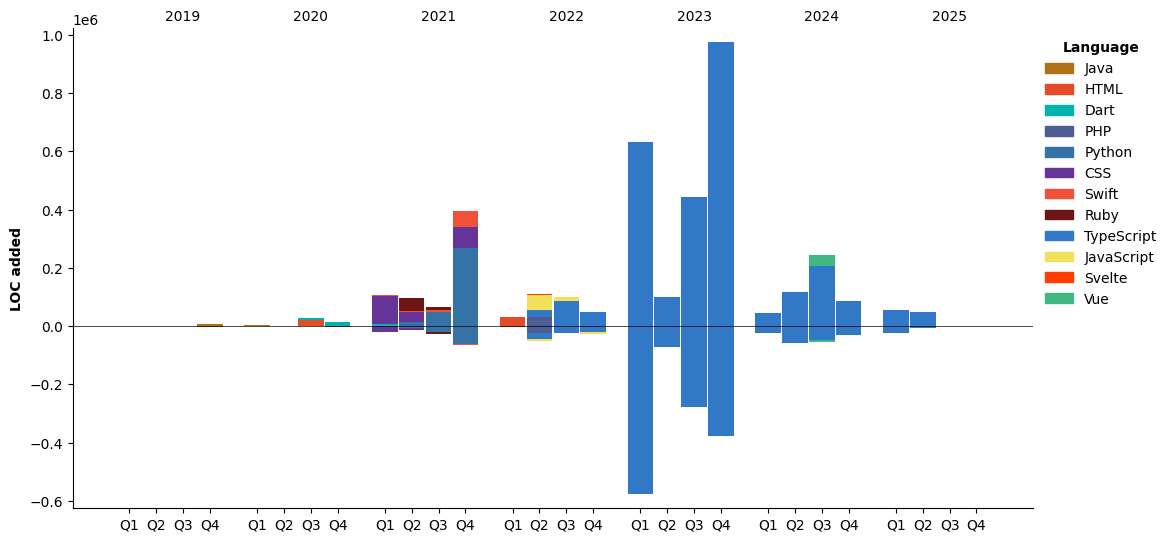 1e6
2019 2020 2021 2022 2023 2024 2025
1.0
0.8
0.6
0.4
0.2
0.0
−0.2
−0.4
−0.6
LOC added
Q1 Q2 Q3 Q4 Q1 Q2 Q3 Q4 Q1 Q2 Q3 Q4 Q1 Q2 Q3 Q4 Q1 Q2 Q3 Q4 Q1 Q2 Q3 Q4 Q1 Q2 Q3 Q4
Language
Java
HTML
Dart
PHP
Python
CSS
Swift
Ruby
TypeScript
JavaScript
Svelte
Vue